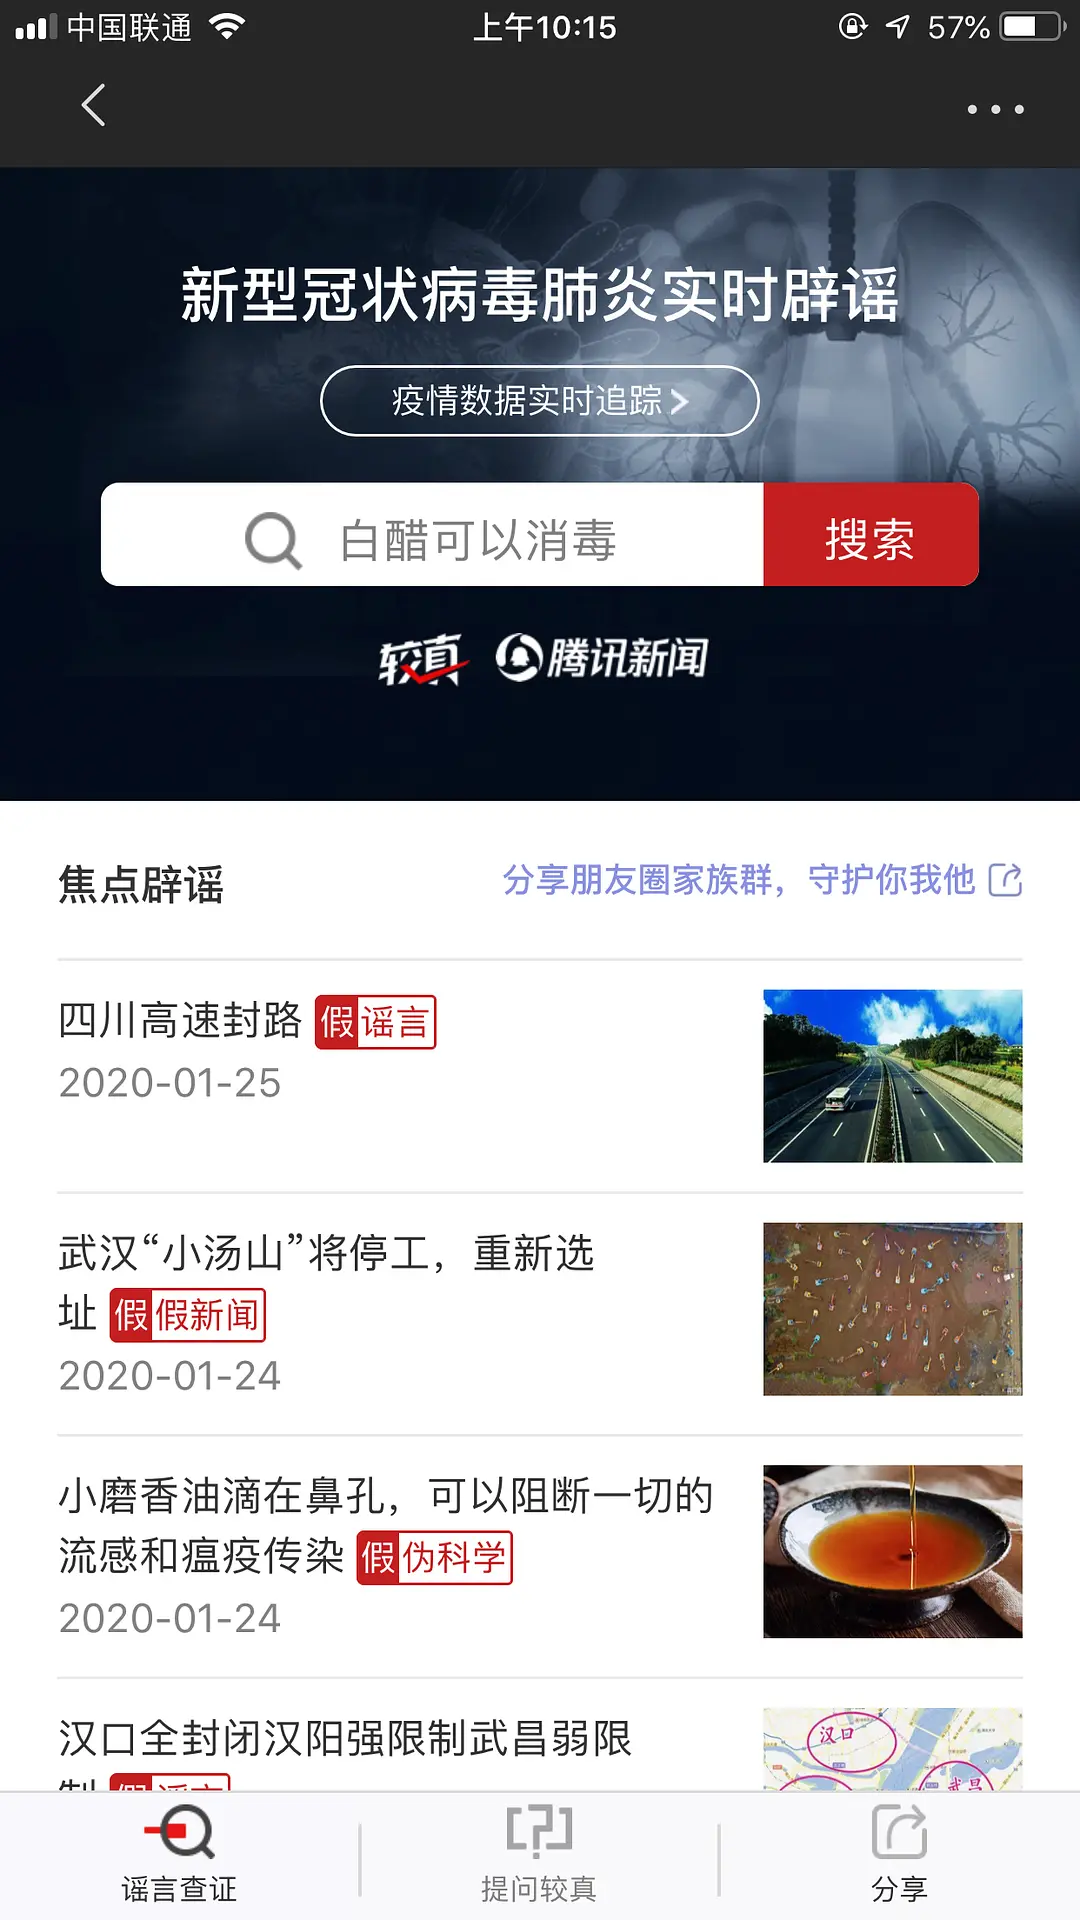 中国联通
上午10:15
57%
新型冠状病毒肺炎实时辟谣
疫情数据实时追踪
白醋可以消毒
搜索
较真 腾讯新闻
焦点辟谣
分享朋友圈家族群，守护你我他
四川高速封路 假 谣言
2020-01-25
武汉“小汤山”将停工，重新选
址 假 假新闻
2020-01-24
小磨香油滴在鼻孔，可以阻断一切的
流感和瘟疫传染 假 伪科学
2020-01-24
汉口全封闭汉阳强限制武昌弱限
制 假 谣言
汉口
武昌
谣言查证
提问较真
分享